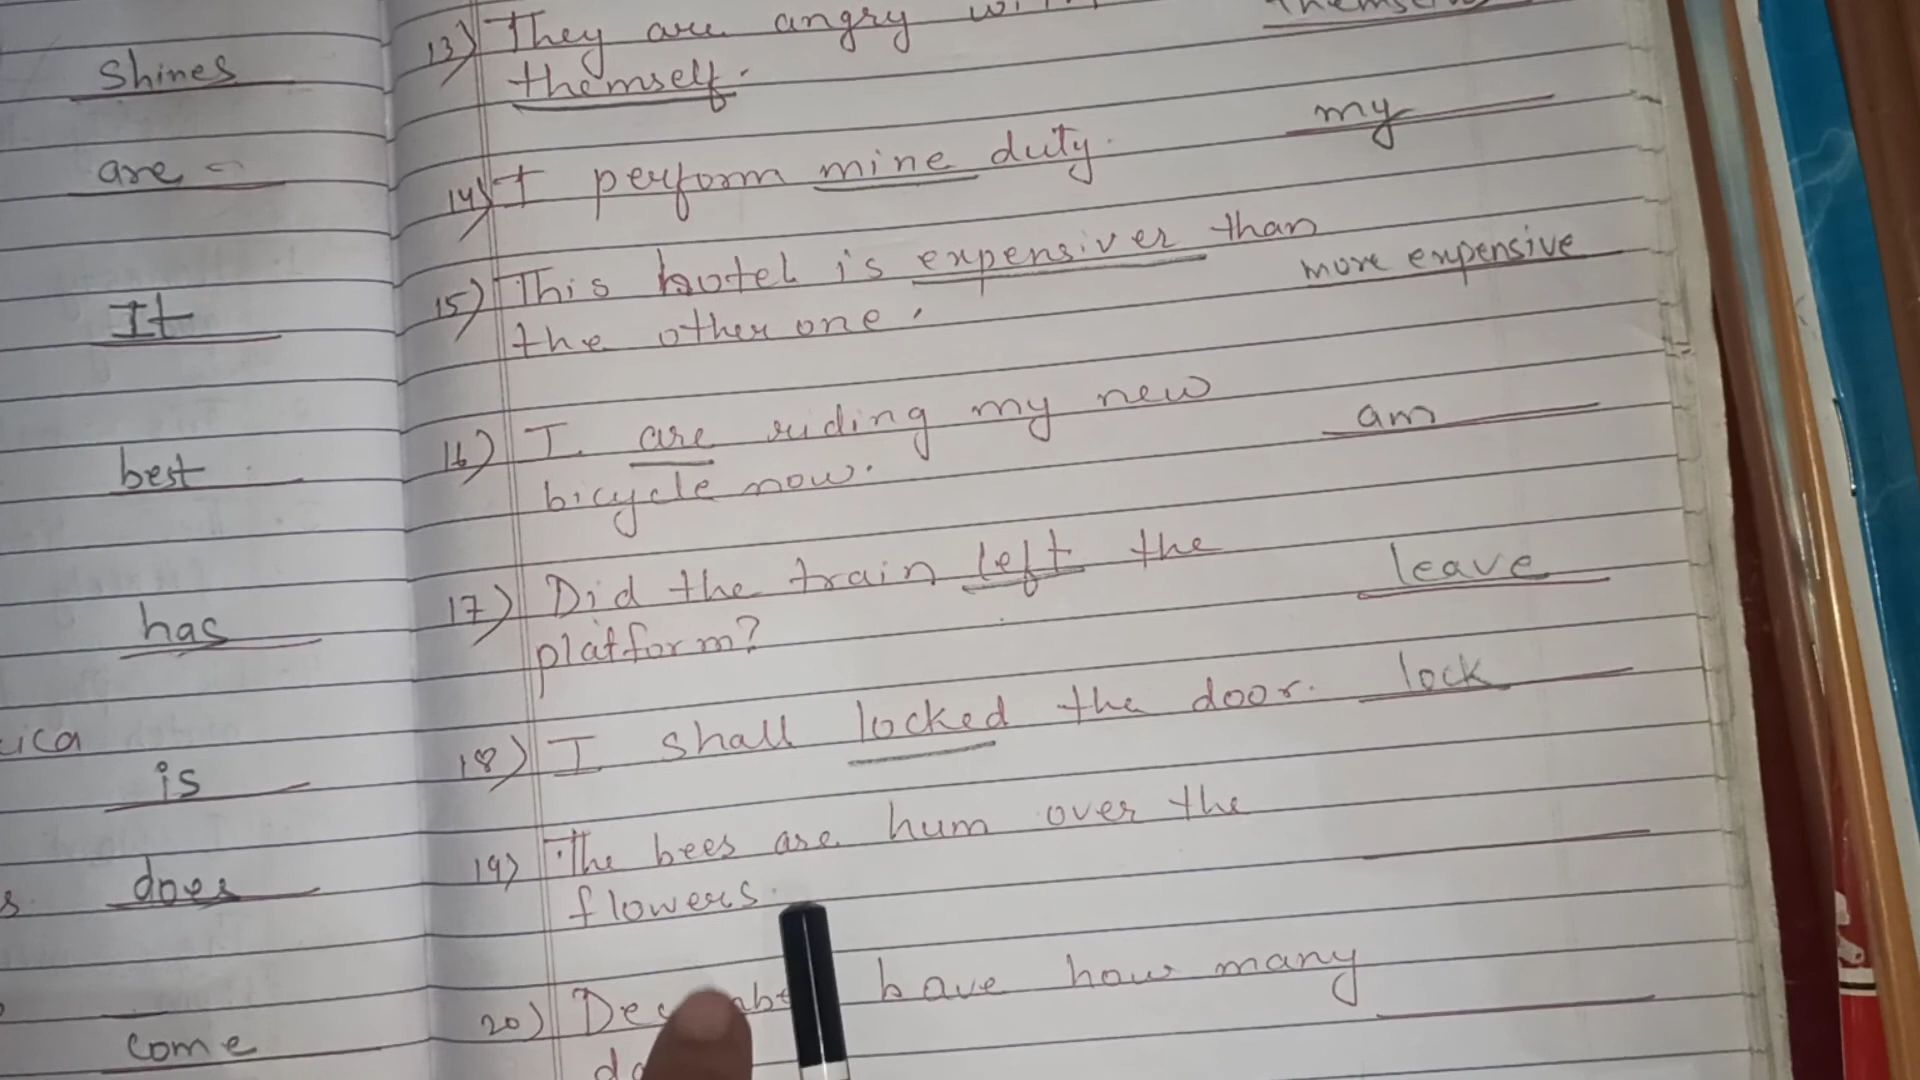 shines
are
It
best
has
is
does
come
13) They are angry
themself.
14) I perform mine duty. my
15) This hotel is expensiver than more expensive
the other one.
16) I are riding my new am
bicycle now.
17) Did the train left the leave
platform?
18) I shall locked the door. lock
19) The bees are hum over the
flowers.
20) have how many